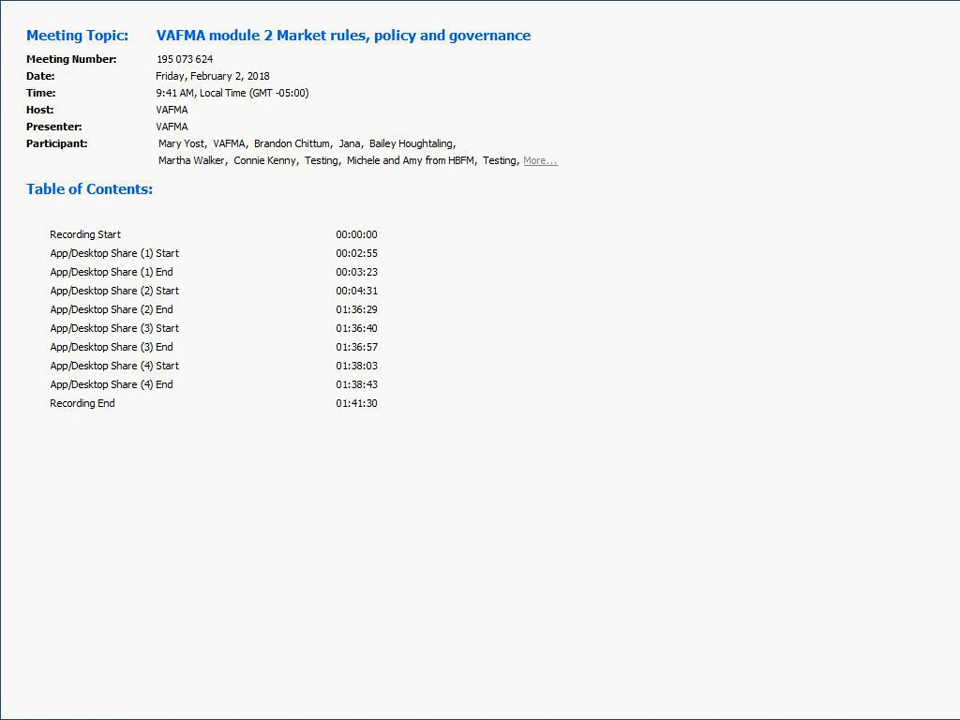 Meeting Topic: VAFMA module 2 Market rules, policy and governance
Meeting Number: 195 073 624
Date: Friday, February 2, 2018
Time: 9:41 AM, Local Time (GMT -05:00)
Host: VAFMA
Presenter: VAFMA
Participant: Mary Yost, VAFMA, Brandon Chittum, Jana, Bailey Houghtaling,
Martha Walker, Connie Kenny, Testing, Michele and Amy from HBFM, Testing, More...
Table of Contents:
Recording Start 00:00:00
App/Desktop Share (1) Start 00:02:55
App/Desktop Share (1) End 00:03:23
App/Desktop Share (2) Start 00:04:31
App/Desktop Share (2) End 01:36:29
App/Desktop Share (3) Start 01:36:40
App/Desktop Share (3) End 01:36:57
App/Desktop Share (4) Start 01:38:03
App/Desktop Share (4) End 01:38:43
Recording End 01:41:30